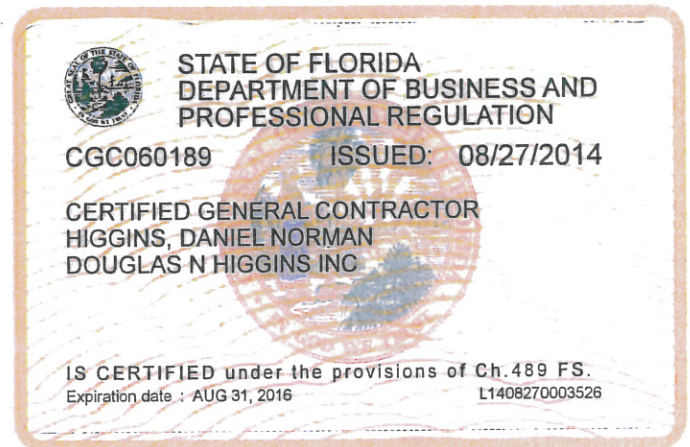 STATE OF FLORIDA
DEPARTMENT OF BUSINESS AND
PROFESSIONAL REGULATION
CGC060189 ISSUED: 08/27/2014
CERTIFIED GENERAL CONTRACTOR
HIGGINS, DANIEL NORMAN
DOUGLAS N HIGGINS INC
IS CERTIFIED under the provisions of Ch.489 FS.
Expiration date : AUG 31, 2016 L1408270003526